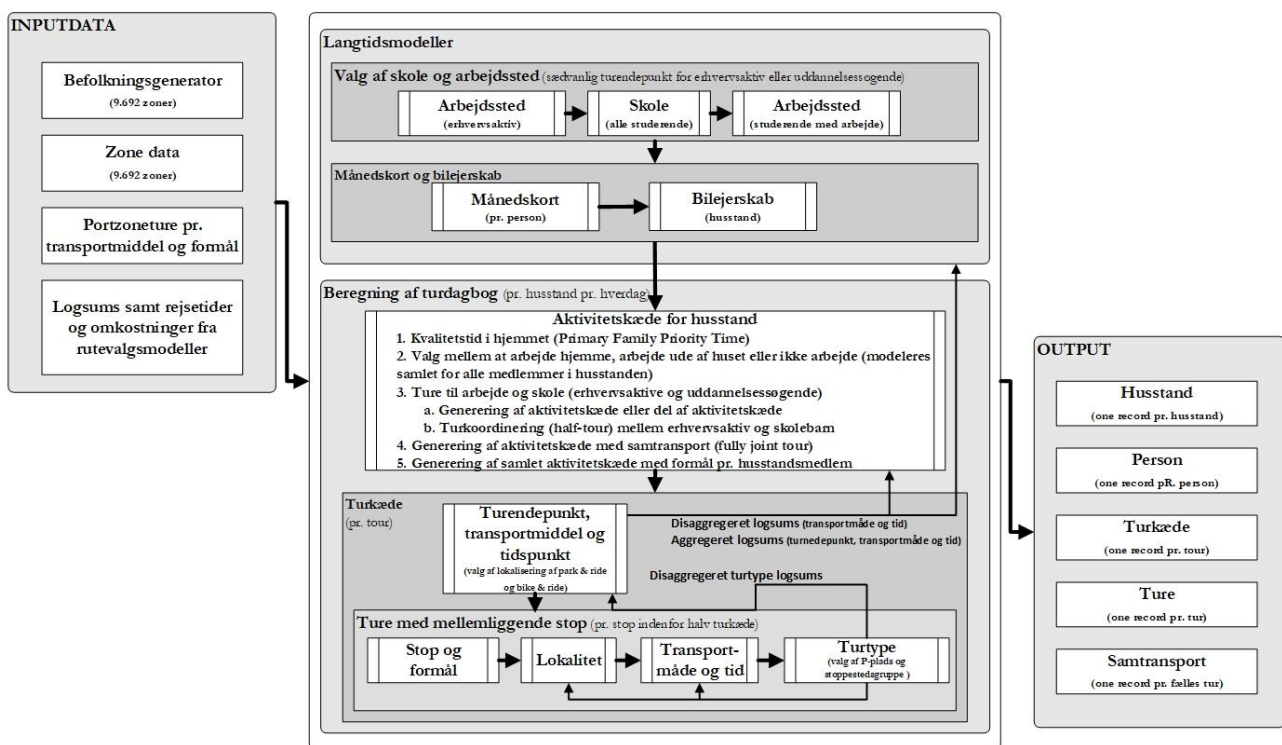 INPUTDATA
Befolkningsgenerator
(9.692 zoner)
Zone data
(9.692 zoner)
Portzoneture pr.
transportmiddel og formål
Logsums samt rejsetider
og omkostninger fra
rutevalgsmodeller
Langtidsmodeller
Valg af skole og arbejdssted (sædvanlig turendepunkt for erhvervsaktiv eller uddannelsessogende)
Arbejdssted
(erhvervsaktiv)
Skole
(alle studerende)
Arbejdssted
(studerende med arbejde)
Månedskort og bilejerskab
Månedskort
(pr. person)
Bilejerskab
(husstand)
Beregning af turdagbog (pr. husstand pr. hverdag)
Aktivitetskæde for husstand
1. Kvalitetstid i hjemmet (Primary Family Priority Time)
2. Valg mellem at arbejde hjemme, arbejde ude af huset eller ikke arbejde (modeleres
samlet for alle medlemmer i husstanden)
3. Ture til arbejde og skole (erhvervsaktive og uddannelsessøgende)
a. Generering af aktivitetskæde eller del af aktivitetskæde
b. Turkoordinering (half-tour) mellem erhvervsaktiv og skolebarn
4. Generering af aktivitetskæde med samtransport (fully joint tour)
5. Generering af samlet aktivitetskæde med formål pr. husstandsmedlem
Turkæde
(pr. tour)
Turendepunkt,
transportmiddel og
tidspunkt
(valg af lokalisering af park & ride
og bike & ride)
Disaggregeret logsums (transportmåde og tid)
Aggregeret logsums (turnedepunkt, transportmåde og tid)
Disaggregeret turtype logsums
Ture med mellemliggende stop (pr. stop indenfor halv turkæde)
Stop og
formål
Lokalitet
Transport-
måde og tid
Turtype
(valg af P-plads og
stoppestedsgruppe )
OUTPUT
Husstand
(one record pr. husstand)
Person
(one record pR. person)
Turkæde
(one record pr. tour)
Ture
(one record pr. tur)
Samtransport
(one record pr. fælles tur)